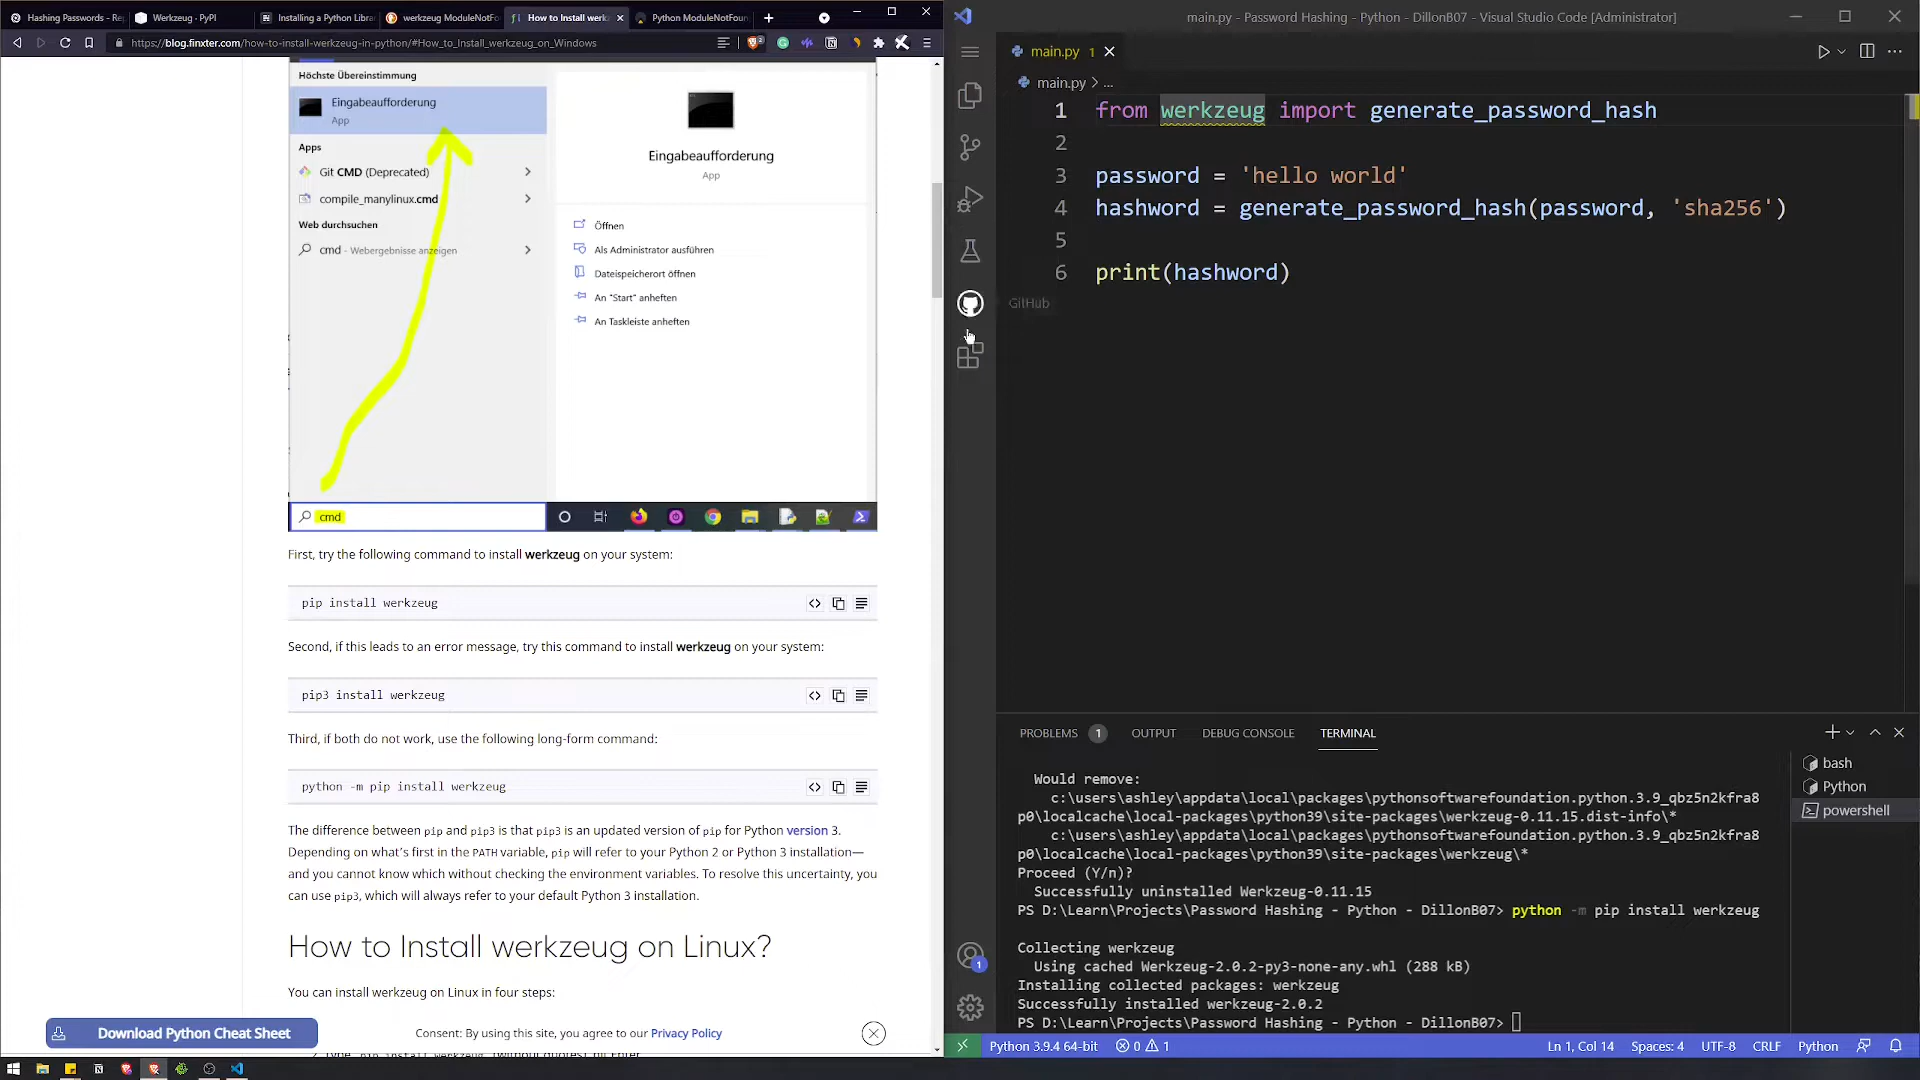 Hashing Passwords - Re
Werkzeug · PyPI
Installing a Python Libra
werkzeug ModuleNotF
How to Install werk
Python ModuleNotFoun
https://blog.finxter.com/how-to-install-werkzeug-in-python/#How_to_Install_werkzeug_on_Windows
Höchste Übereinstimmung
Eingabeaufforderung
App
Apps
Git CMD (Deprecated)
compile_manylinux.cmd
Web durchsuchen
cmd - Webergebnisse anzeigen
Eingabeaufforderung
App
Öffnen
Als Administrator ausführen
Dateispeicherort öffnen
An "Start" anheften
An Taskleiste anheften
cmd
First, try the following command to install werkzeug on your system:
pip install werkzeug
Second, if this leads to an error message, try this command to install werkzeug on your system:
pip3 install werkzeug
Third, if both do not work, use the following long-form command:
python -m pip install werkzeug
The difference between pip and pip3 is that pip3 is an updated version of pip for Python version 3.
Depending on what's first in the PATH variable, pip will refer to your Python 2 or Python 3 installation—
and you cannot know which without checking the environment variables. To resolve this uncertainty, you
can use pip3, which will always refer to your default Python 3 installation.
How to Install werkzeug on Linux?
You can install werkzeug on Linux in four steps:
Download Python Cheat Sheet
Consent: By using this site, you agree to our Privacy Policy
main.py - Password Hashing - Python - DillonB07 - Visual Studio Code [Administrator]
main.py 1
main.py > ...
1 from werkzeug import generate_password_hash
2
3 password = 'hello world'
4 hashword = generate_password_hash(password, 'sha256')
5
6 print(hashword)
GitHub
PROBLEMS 1 OUTPUT DEBUG CONSOLE TERMINAL
bash
Python
powershell
Would remove:
c:\users\ashley\appdata\local\packages\pythonsoftwarefoundation.python.3.9_qbz5n2kfra8
p0\localcache\local-packages\python39\site-packages\werkzeug-0.11.15.dist-info\*
c:\users\ashley\appdata\local\packages\pythonsoftwarefoundation.python.3.9_qbz5n2kfra8
p0\localcache\local-packages\python39\site-packages\werkzeug\*
Proceed (Y/n)?
Successfully uninstalled Werkzeug-0.11.15
PS D:\Learn\Projects\Password Hashing - Python - DillonB07> python -m pip install werkzeug
Collecting werkzeug
Using cached Werkzeug-2.0.2-py3-none-any.whl (288 kB)
Installing collected packages: werkzeug
Successfully installed werkzeug-2.0.2
PS D:\Learn\Projects\Password Hashing - Python - DillonB07>
1
Python 3.9.4 64-bit 0 1
Ln 1, Col 14 Spaces: 4 UTF-8 CRLF Python